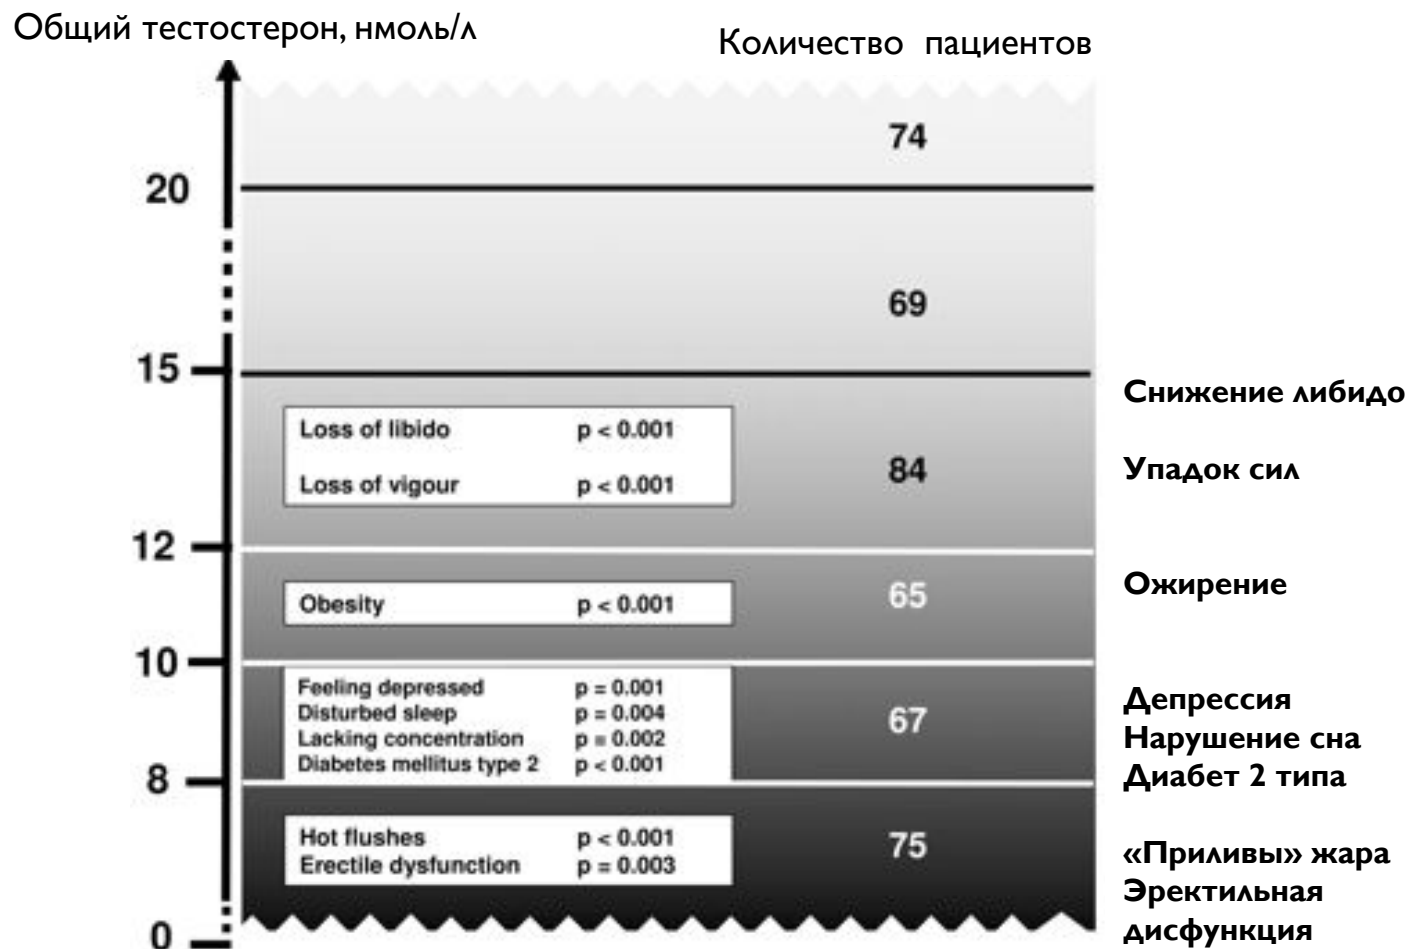 Общий тестостерон, нмоль/л
Количество пациентов
74
20
69
15
Loss of libido p < 0.001
Снижение либидо
Loss of vigour p < 0.001
84
Упадок сил
12
Obesity p < 0.001
65
Ожирение
10
Feeling depressed p = 0.001
Disturbed sleep p = 0.004
Lacking concentration p = 0.002
Diabetes mellitus type 2 p < 0.001
67
Депрессия
Нарушение сна
Диабет 2 типа
8
Hot flushes p < 0.001
Erectile dysfunction p = 0.003
75
«Приливы» жара
Эректильная
дисфункция
0